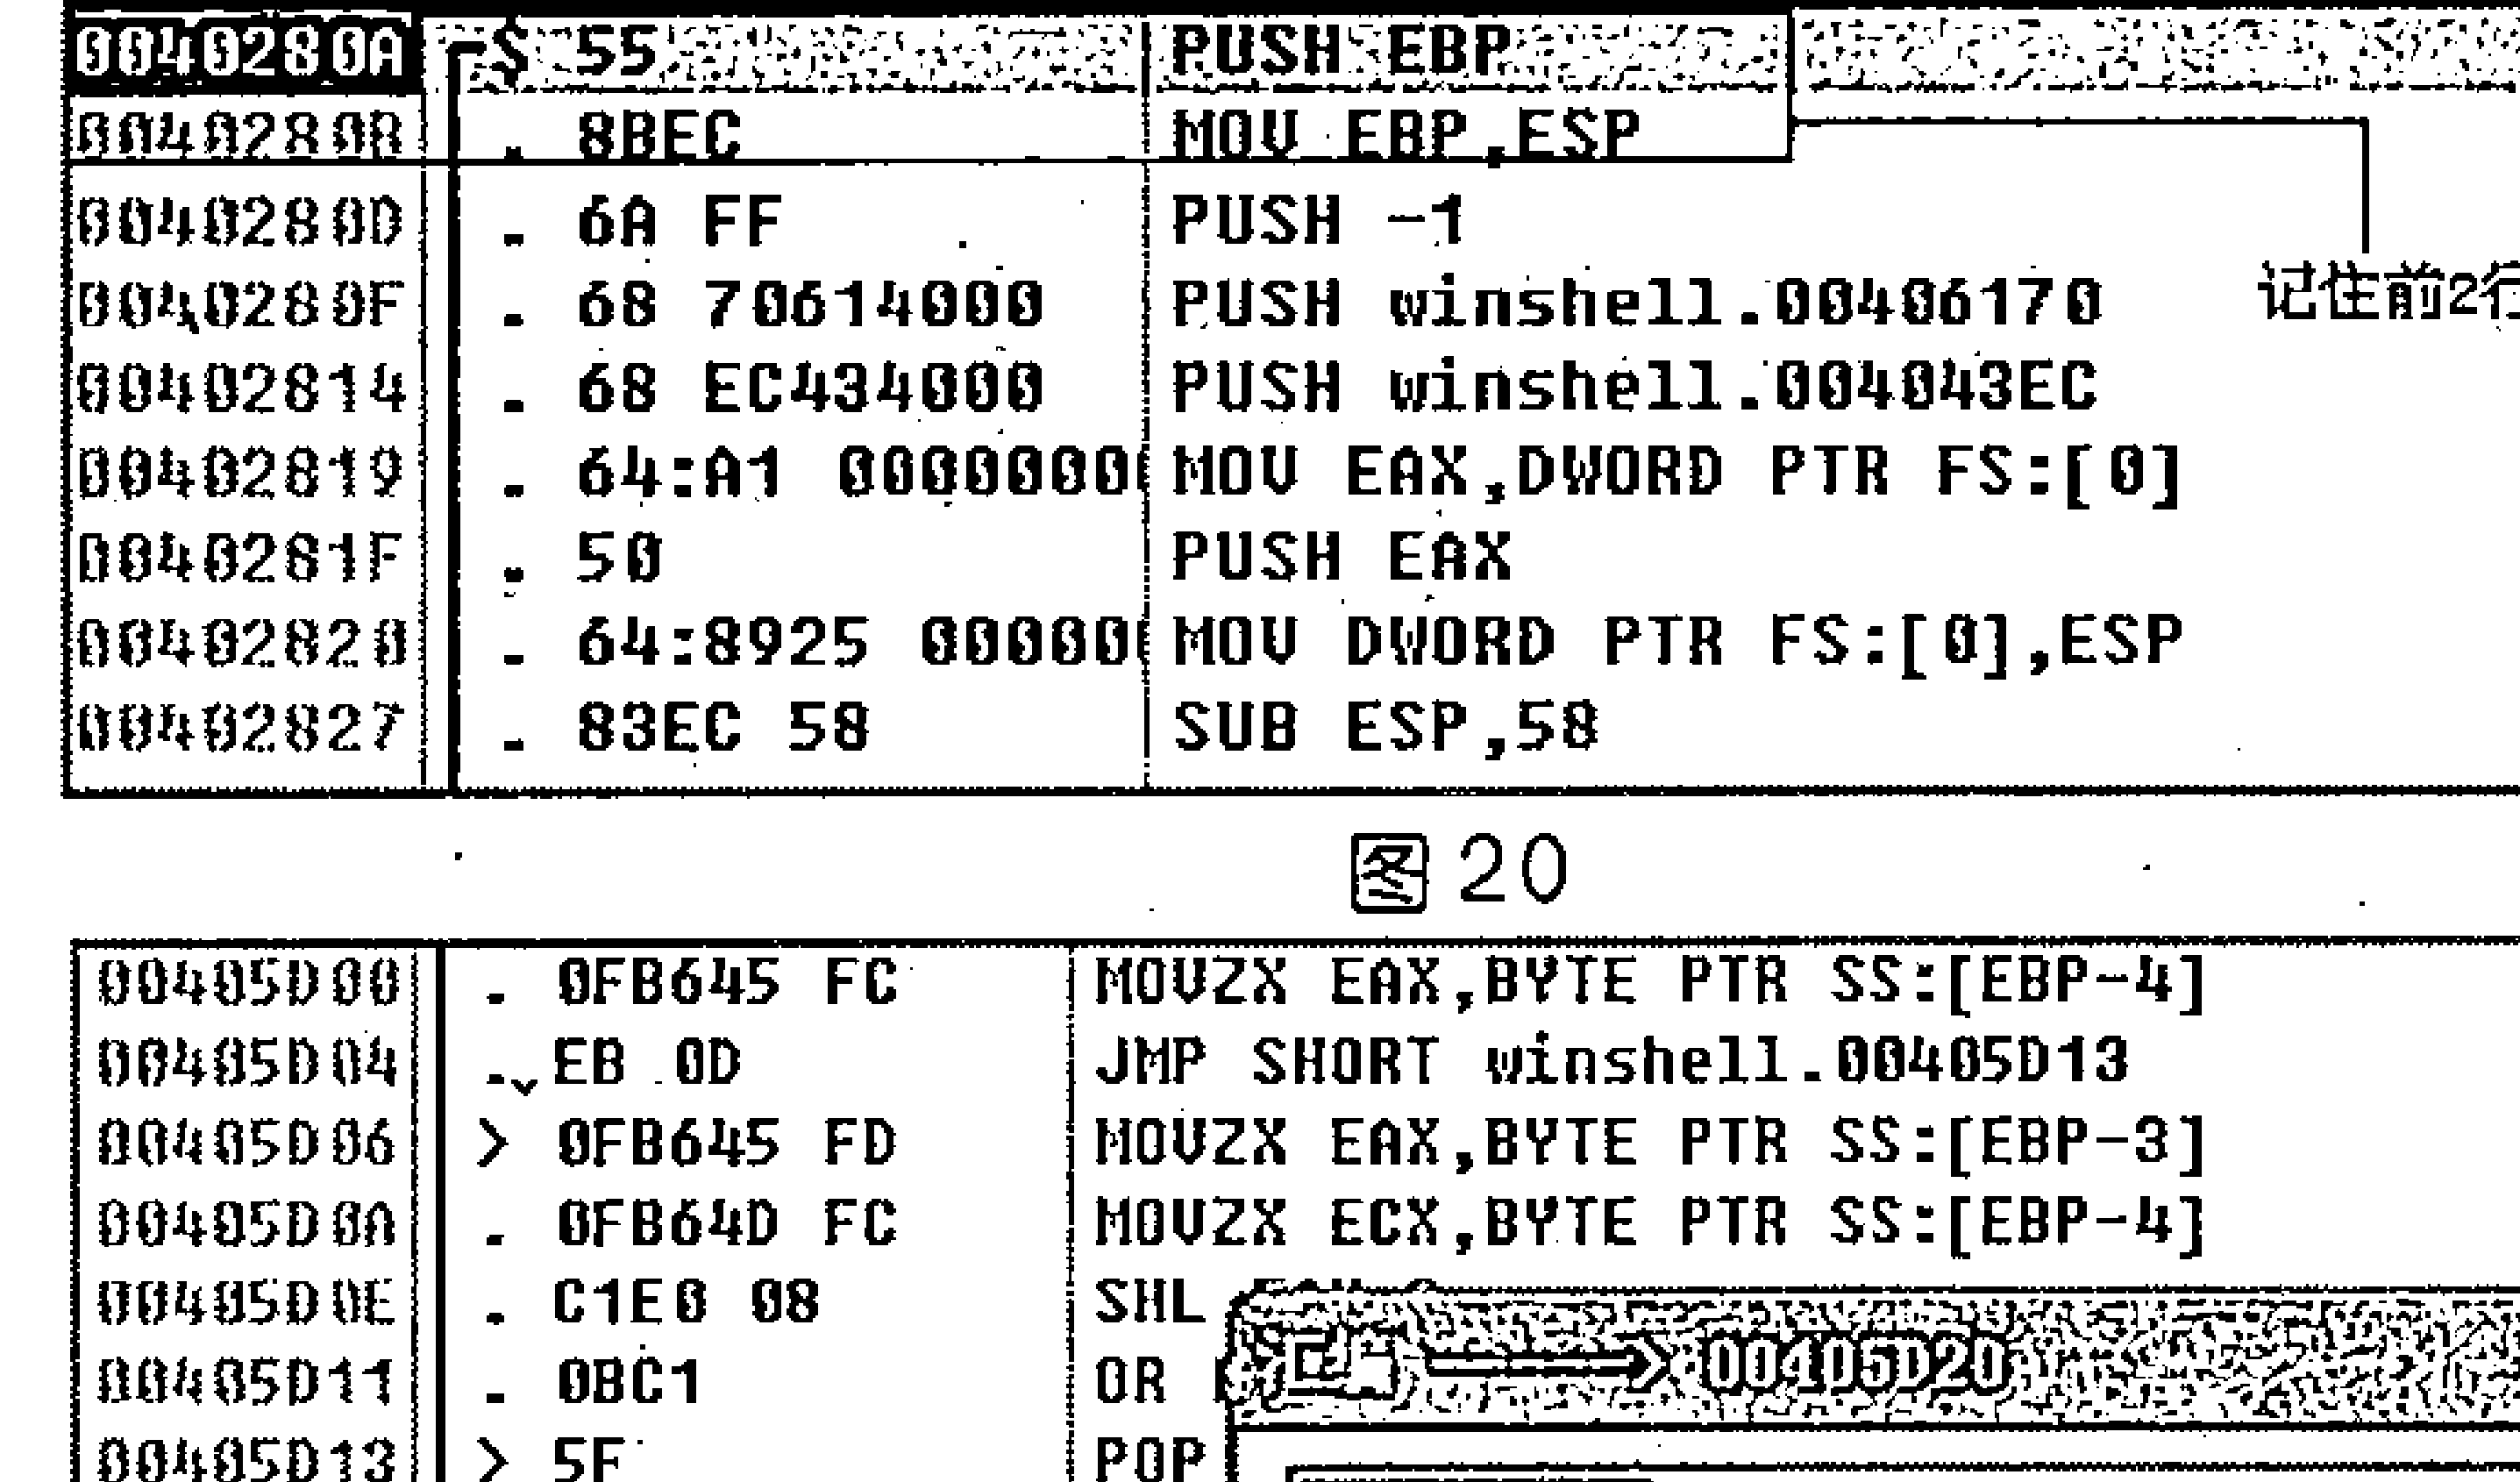 0040280A $ 55 PUSH EBP
0040280B . 8BEC MOV EBP,ESP
0040280D . 6A FF PUSH -1
0040280F . 68 70614000 PUSH winshell.00406170
记住前2行
00402814 . 68 EC434000 PUSH winshell.004043EC
00402819 . 64:A1 0000000 MOV EAX,DWORD PTR FS:[0]
0040281F . 50 PUSH EAX
00402820 . 64:8925 00000 MOV DWORD PTR FS:[0],ESP
00402827 . 83EC 58 SUB ESP,58
图20
00405D00 . 0FB645 FC MOVZX EAX,BYTE PTR SS:[EBP-4]
00405D04 .˅ EB 0D JMP SHORT winshell.00405D13
00405D06 > 0FB645 FD MOVZX EAX,BYTE PTR SS:[EBP-3]
00405D0A . 0FB64D FC MOVZX ECX,BYTE PTR SS:[EBP-4]
00405D0E . C1E0 08 SHL
00405D11 . 0BC1 OR
00405D20
00405D13 > 5F POP